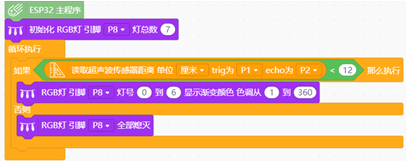 ESP32 主程序
初始化 RGB灯 引脚 P8 灯总数 7
循环执行
如果 读取超声波传感器距离 单位 厘米 trig为 P1 echo为 P2 < 12 那么执行
RGB灯 引脚 P8 灯号 0 到 6 显示渐变颜色 色调从 1 到 360
否则
RGB灯 引脚 P8 全部熄灭